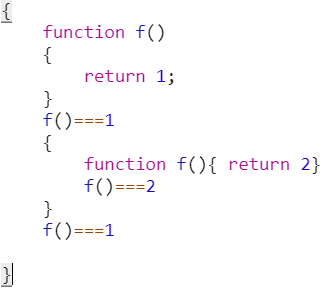 {
function f()
{
return 1;
}
f()===1
{
function f(){ return 2}
f()===2
}
f()===1
}